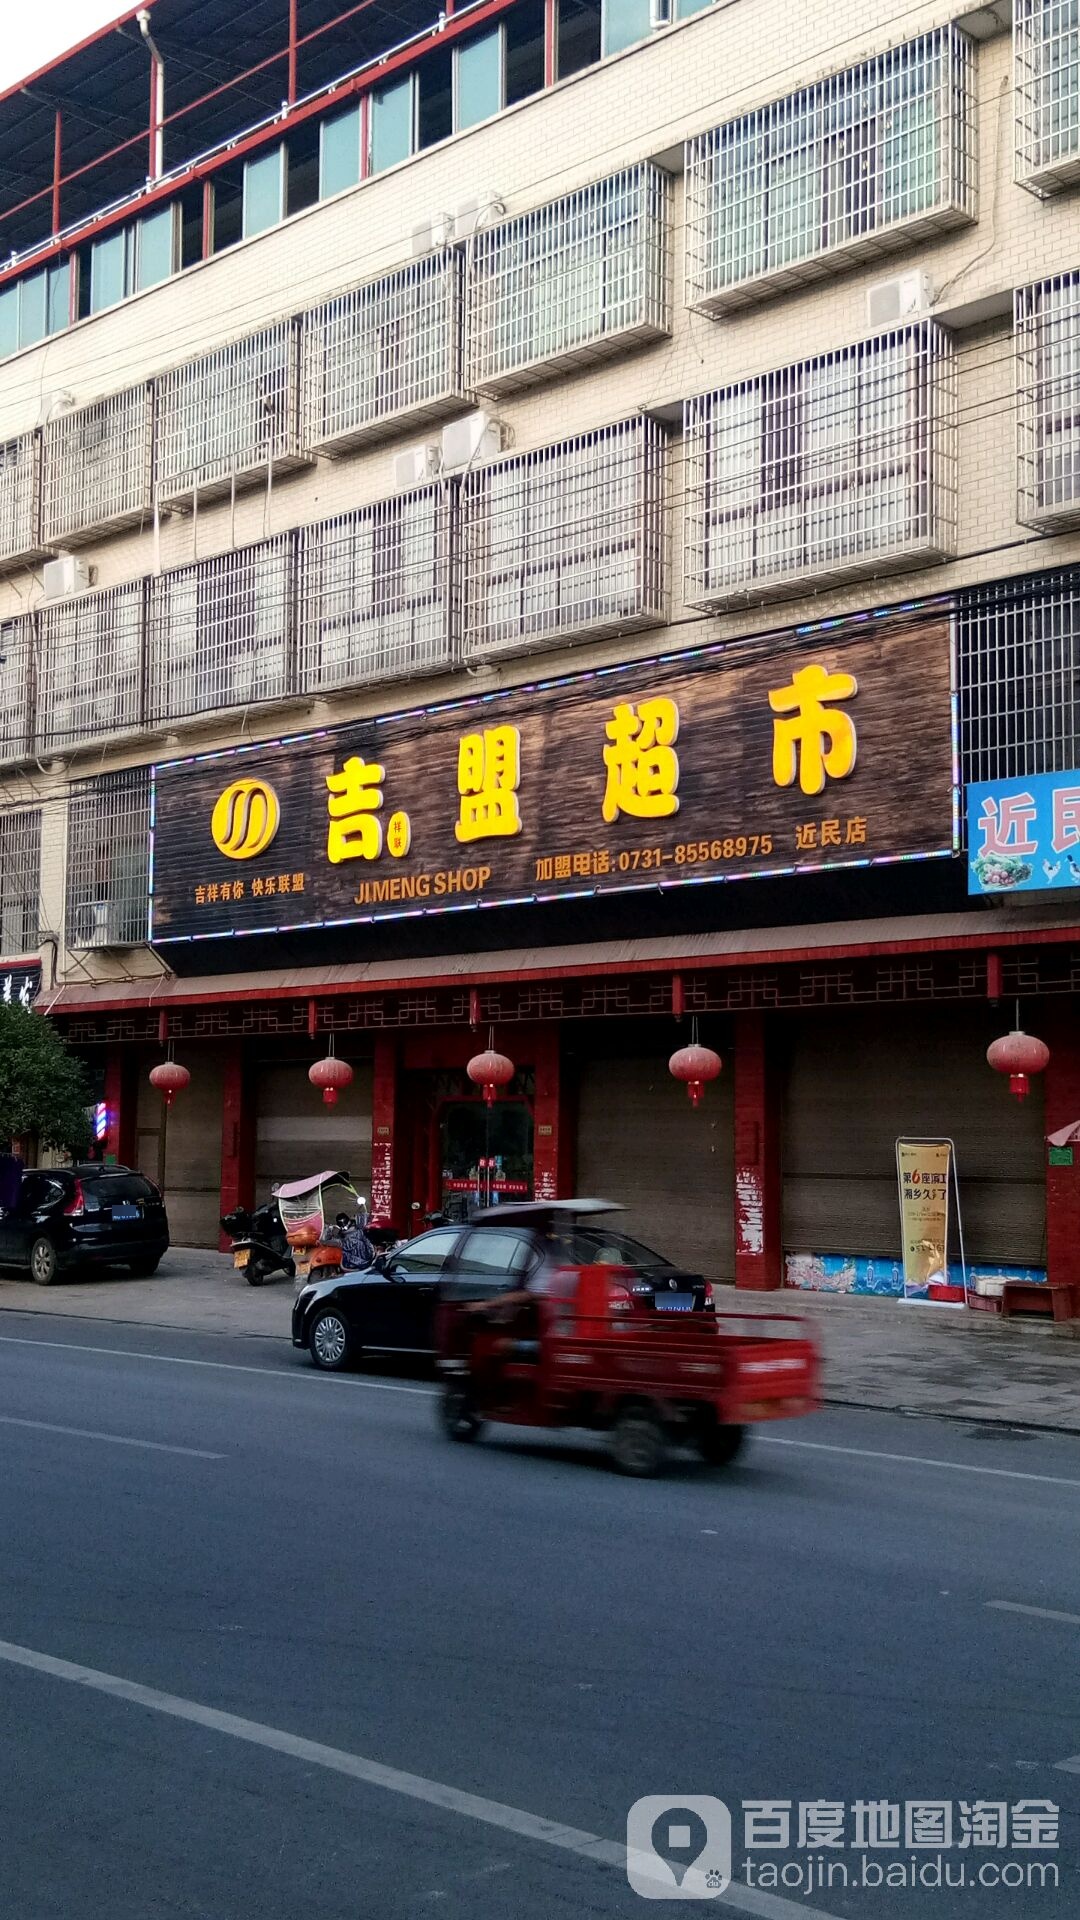 吉盟超市
祥联
吉祥有你 快乐联盟
JIMENG SHOP
加盟电话:0731-85568975 近民店
近民
第6座滨江
湘乡久 了
百度地图淘金
taojin.baidu.com